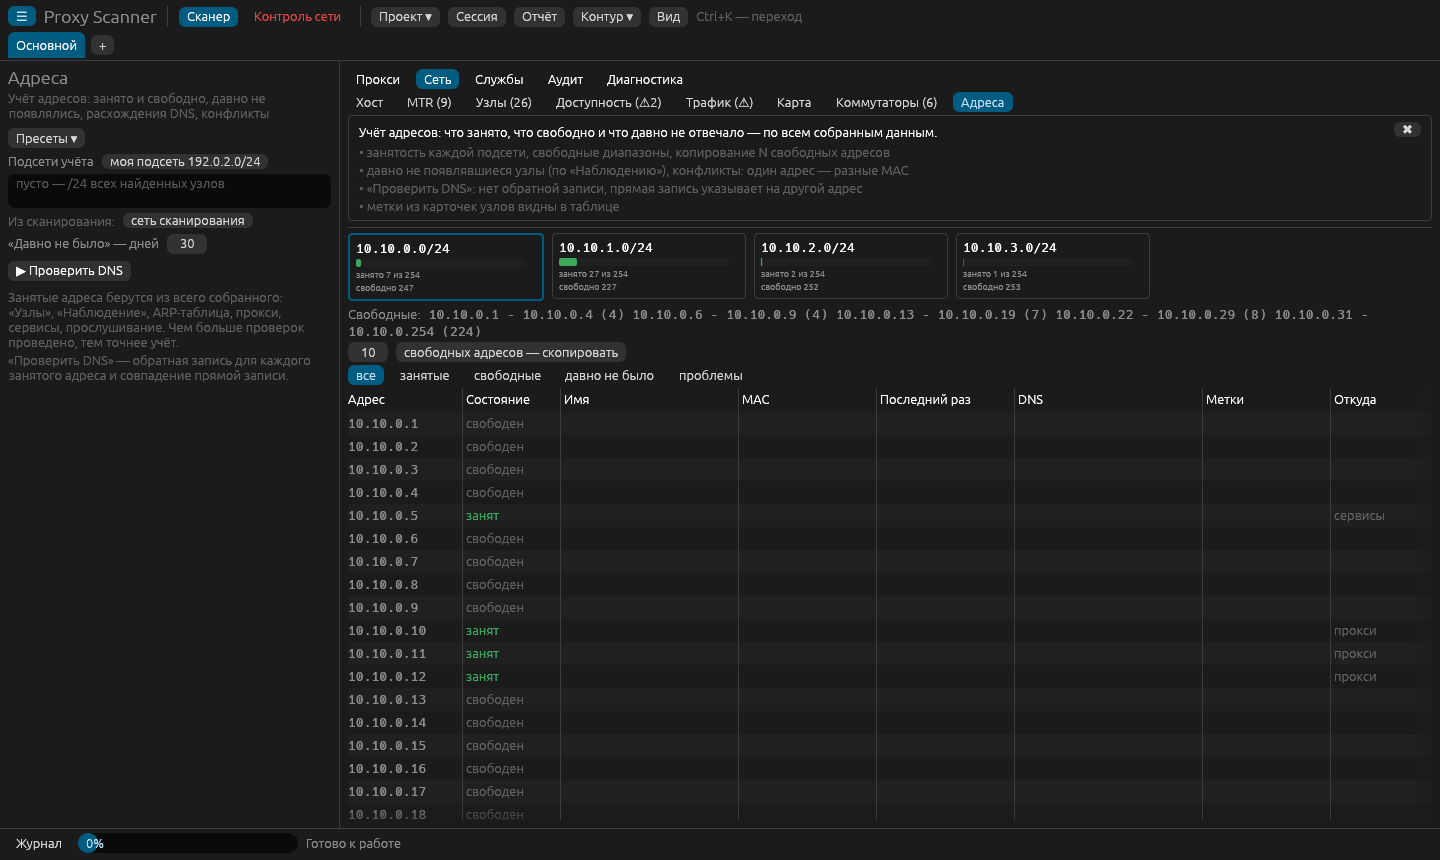 ☰ Proxy Scanner Сканер Контроль сети Проект ▾ Сессия Отчёт Контур ▾ Вид Ctrl+K — переход
Основной +
Адреса
Учёт адресов: занято и свободно, давно не
появлялись, расхождения DNS, конфликты
Пресеты ▾
Подсети учёта моя подсеть 192.0.2.0/24
пусто — /24 всех найденных узлов
Из сканирования: сеть сканирования
«Давно не было» — дней 30
▶ Проверить DNS
Занятые адреса берутся из всего собранного:
«Узлы», «Наблюдение», ARP-таблица, прокси,
сервисы, прослушивание. Чем больше проверок
проведено, тем точнее учёт.
«Проверить DNS» — обратная запись для каждого
занятого адреса и совпадение прямой записи.
Прокси Сеть Службы Аудит Диагностика
Хост MTR (9) Узлы (26) Доступность (⚠2) Трафик (⚠) Карта Коммутаторы (6) Адреса
Учёт адресов: что занято, что свободно и что давно не отвечало — по всем собранным данным. ✖
• занятость каждой подсети, свободные диапазоны, копирование N свободных адресов
• давно не появлявшиеся узлы (по «Наблюдению»), конфликты: один адрес — разные MAC
• «Проверить DNS»: нет обратной записи, прямая запись указывает на другой адрес
• метки из карточек узлов видны в таблице
10.10.0.0/24 10.10.1.0/24 10.10.2.0/24 10.10.3.0/24
занято 7 из 254 занято 27 из 254 занято 2 из 254 занято 1 из 254
свободно 247 свободно 227 свободно 252 свободно 253
Свободные: 10.10.0.1 - 10.10.0.4 (4) 10.10.0.6 - 10.10.0.9 (4) 10.10.0.13 - 10.10.0.19 (7) 10.10.0.22 - 10.10.0.29 (8) 10.10.0.31 -
10.10.0.254 (224)
10 свободных адресов — скопировать
все занятые свободные давно не было проблемы
Адрес Состояние Имя MAC Последний раз DNS Метки Откуда
10.10.0.1 свободен
10.10.0.2 свободен
10.10.0.3 свободен
10.10.0.4 свободен
10.10.0.5 занят сервисы
10.10.0.6 свободен
10.10.0.7 свободен
10.10.0.8 свободен
10.10.0.9 свободен
10.10.0.10 занят прокси
10.10.0.11 занят прокси
10.10.0.12 занят прокси
10.10.0.13 свободен
10.10.0.14 свободен
10.10.0.15 свободен
10.10.0.16 свободен
10.10.0.17 свободен
10.10.0.18 свободен
Журнал 0% Готово к работе